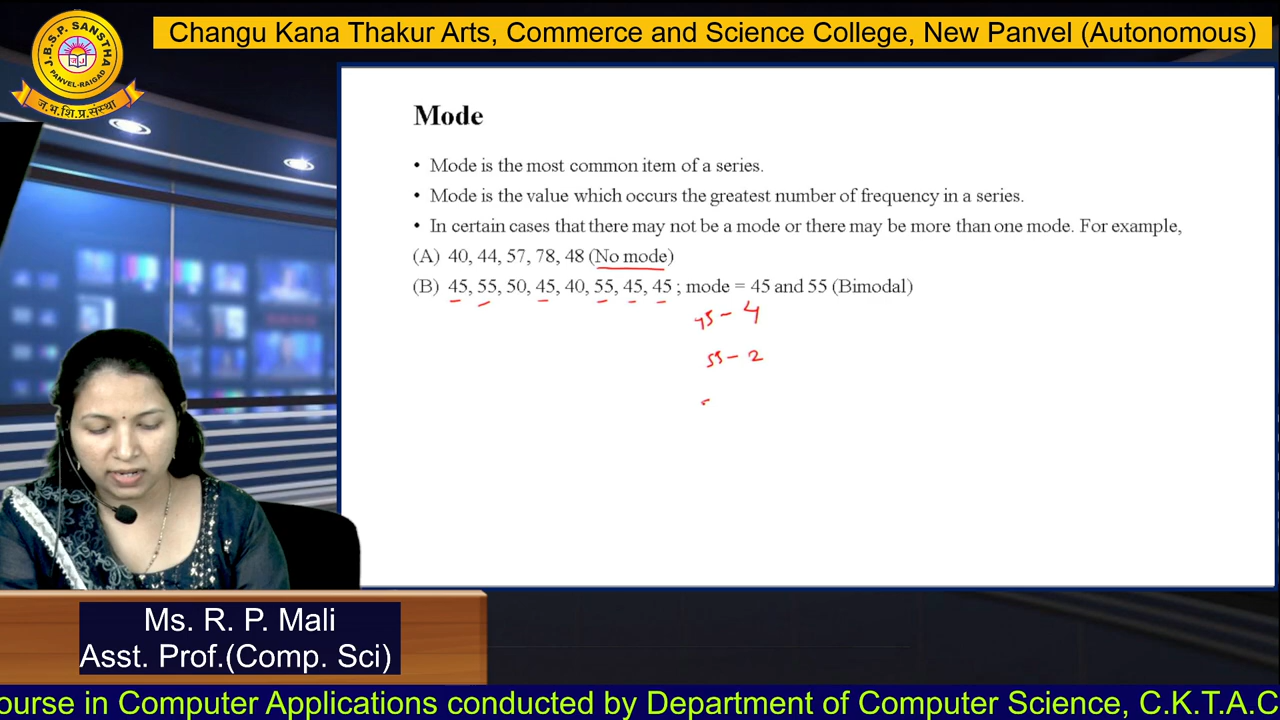 Changu Kana Thakur Arts, Commerce and Science College, New Panvel (Autonomous)
J.B.S.P. SANSTHA
PANVEL-RAIGAD
ज.भ.शि.प्र.संस्था
Mode
• Mode is the most common item of a series.
• Mode is the value which occurs the greatest number of frequency in a series.
• In certain cases that there may not be a mode or there may be more than one mode. For example,
(A) 40, 44, 57, 78, 48 (No mode)
(B) 45, 55, 50, 45, 40, 55, 45, 45 ; mode = 45 and 55 (Bimodal)
45 - 4
55 - 2
Ms. R. P. Mali
Asst. Prof.(Comp. Sci)
ourse in Computer Applications conducted by Department of Computer Science, C.K.T.A.C